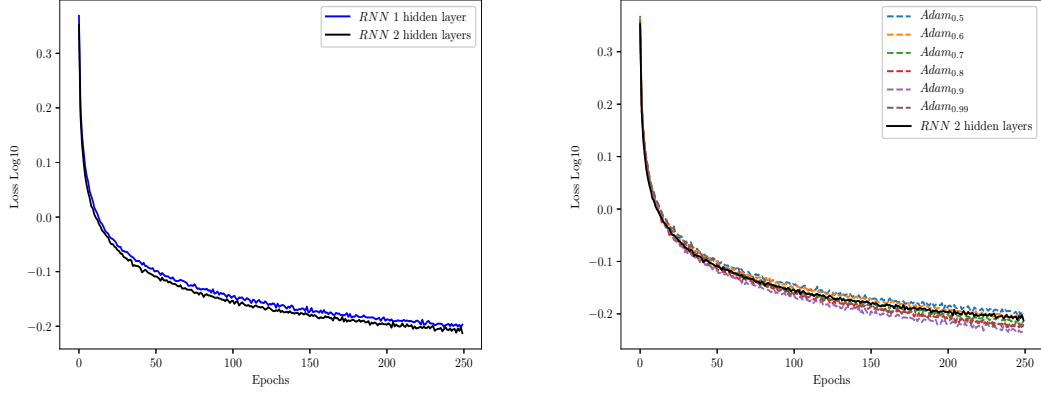 RNN 1 hidden layer
RNN 2 hidden layers
0.3
0.2
0.1
0.0
−0.1
−0.2
Loss Log10
0
50
100
150
200
250
Epochs
Adam0.5
Adam0.6
Adam0.7
Adam0.8
Adam0.9
Adam0.99
RNN 2 hidden layers
0.3
0.2
0.1
0.0
−0.1
−0.2
Loss Log10
0
50
100
150
200
250
Epochs